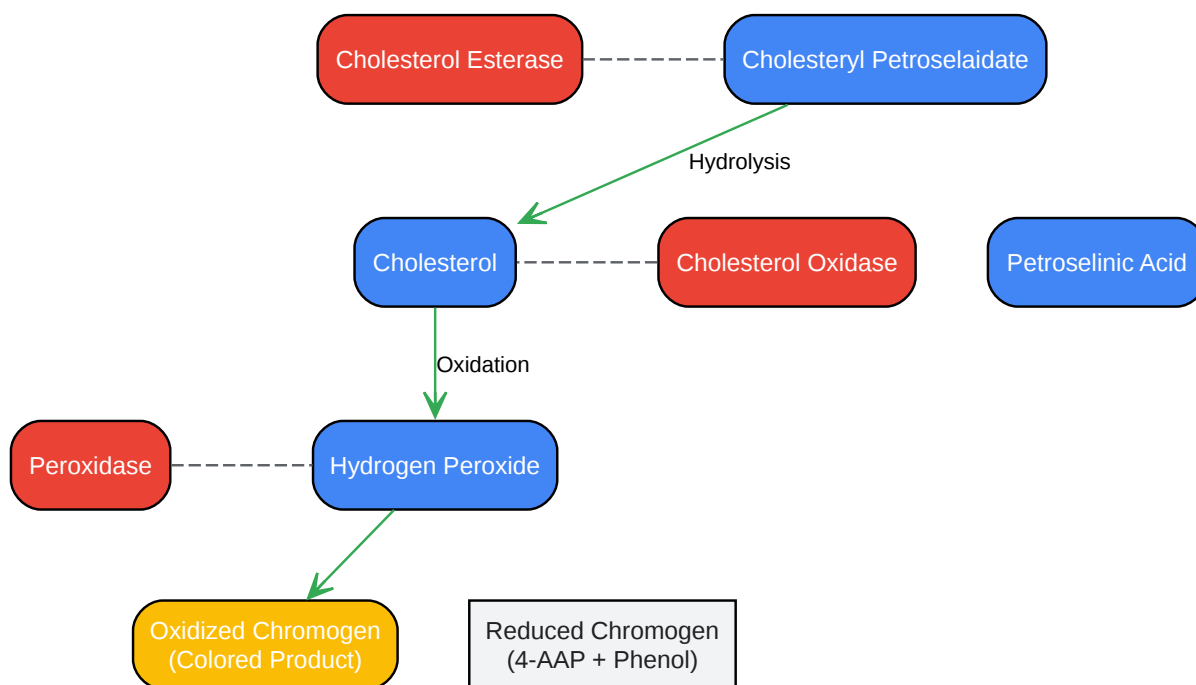 Cholesterol Esterase
Cholesteryl Petroselaidate
Hydrolysis
Cholesterol
Cholesterol Oxidase
Petroselinic Acid
Oxidation
Peroxidase
Hydrogen Peroxide
Oxidized Chromogen
(Colored Product)
Reduced Chromogen
(4-AAP + Phenol)